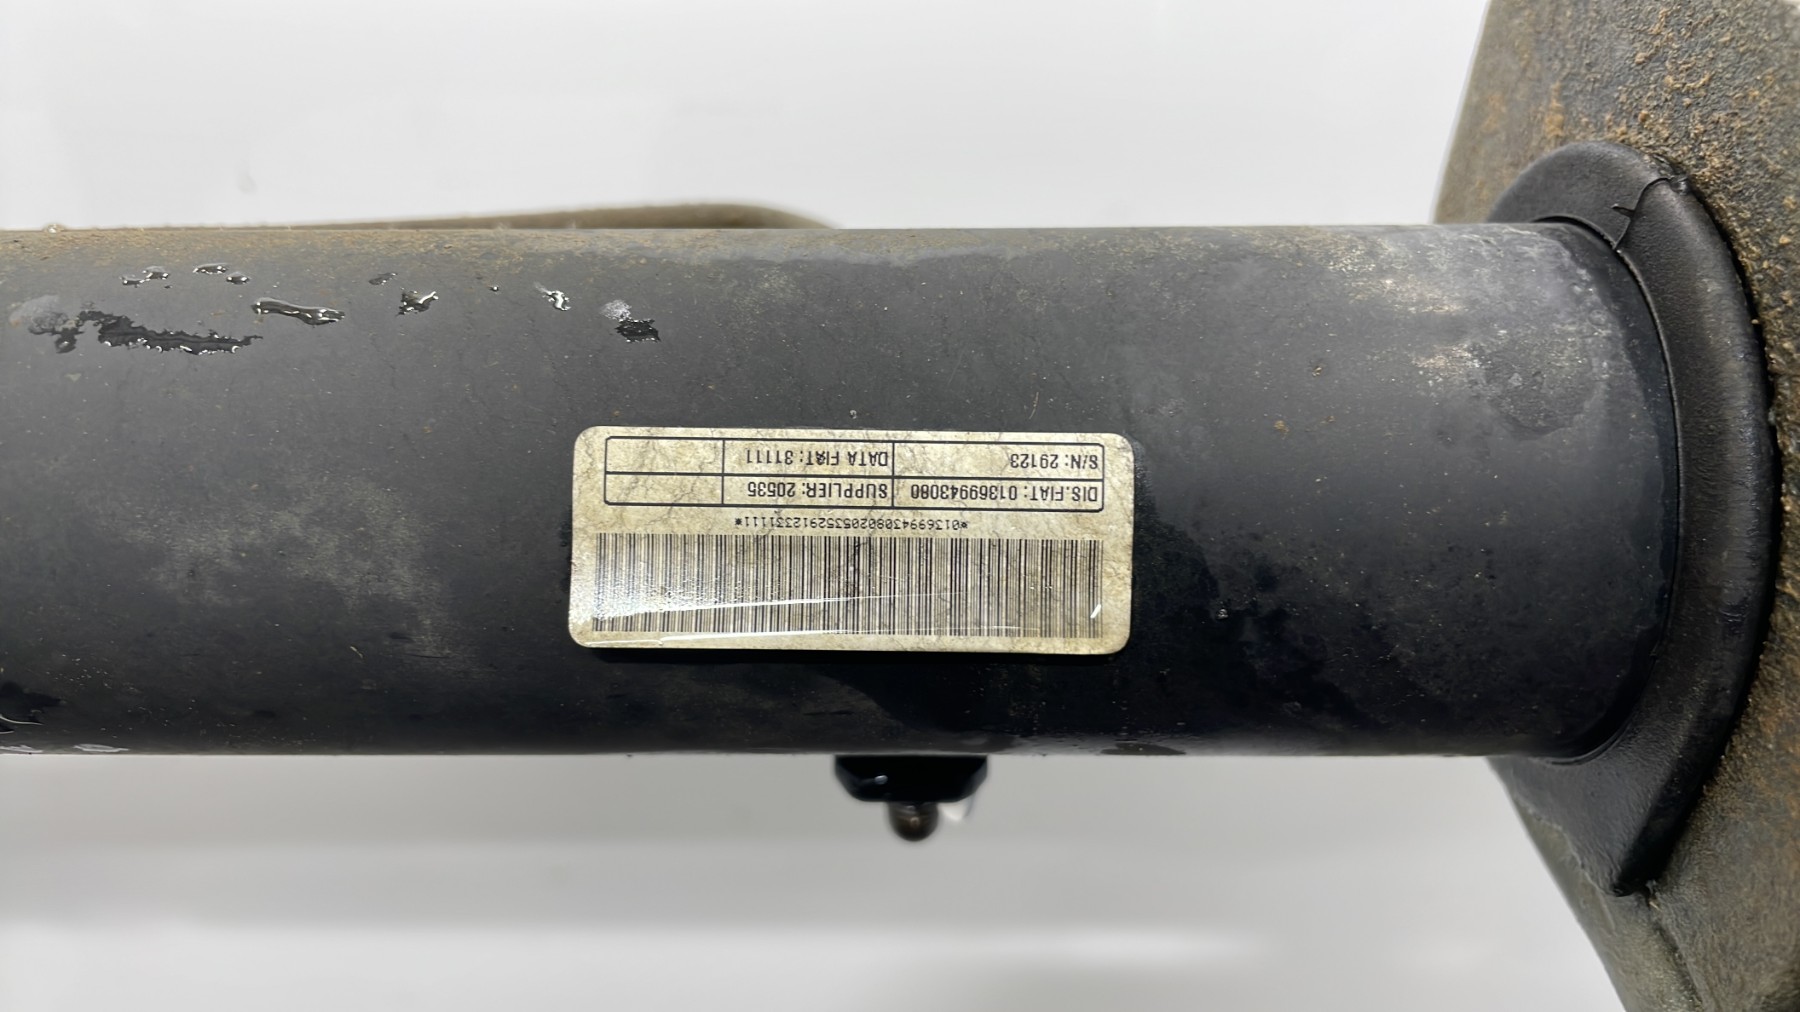 *01369943080205352912331111*
DIS.FIAT: 01369943080 SUPPLIER: 20535
S/N: 29123 DATA FIAT: 31111